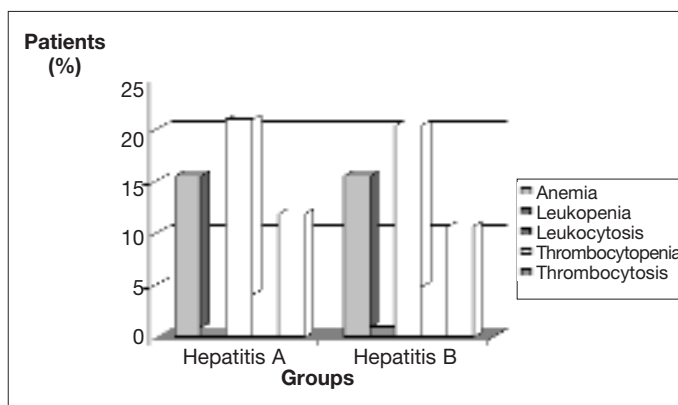 Patients
(%)
25
20
15
10
5
0
Hepatitis A
Hepatitis B
Groups
Anemia
Leukopenia
Leukocytosis
Thrombocytopenia
Thrombocytosis